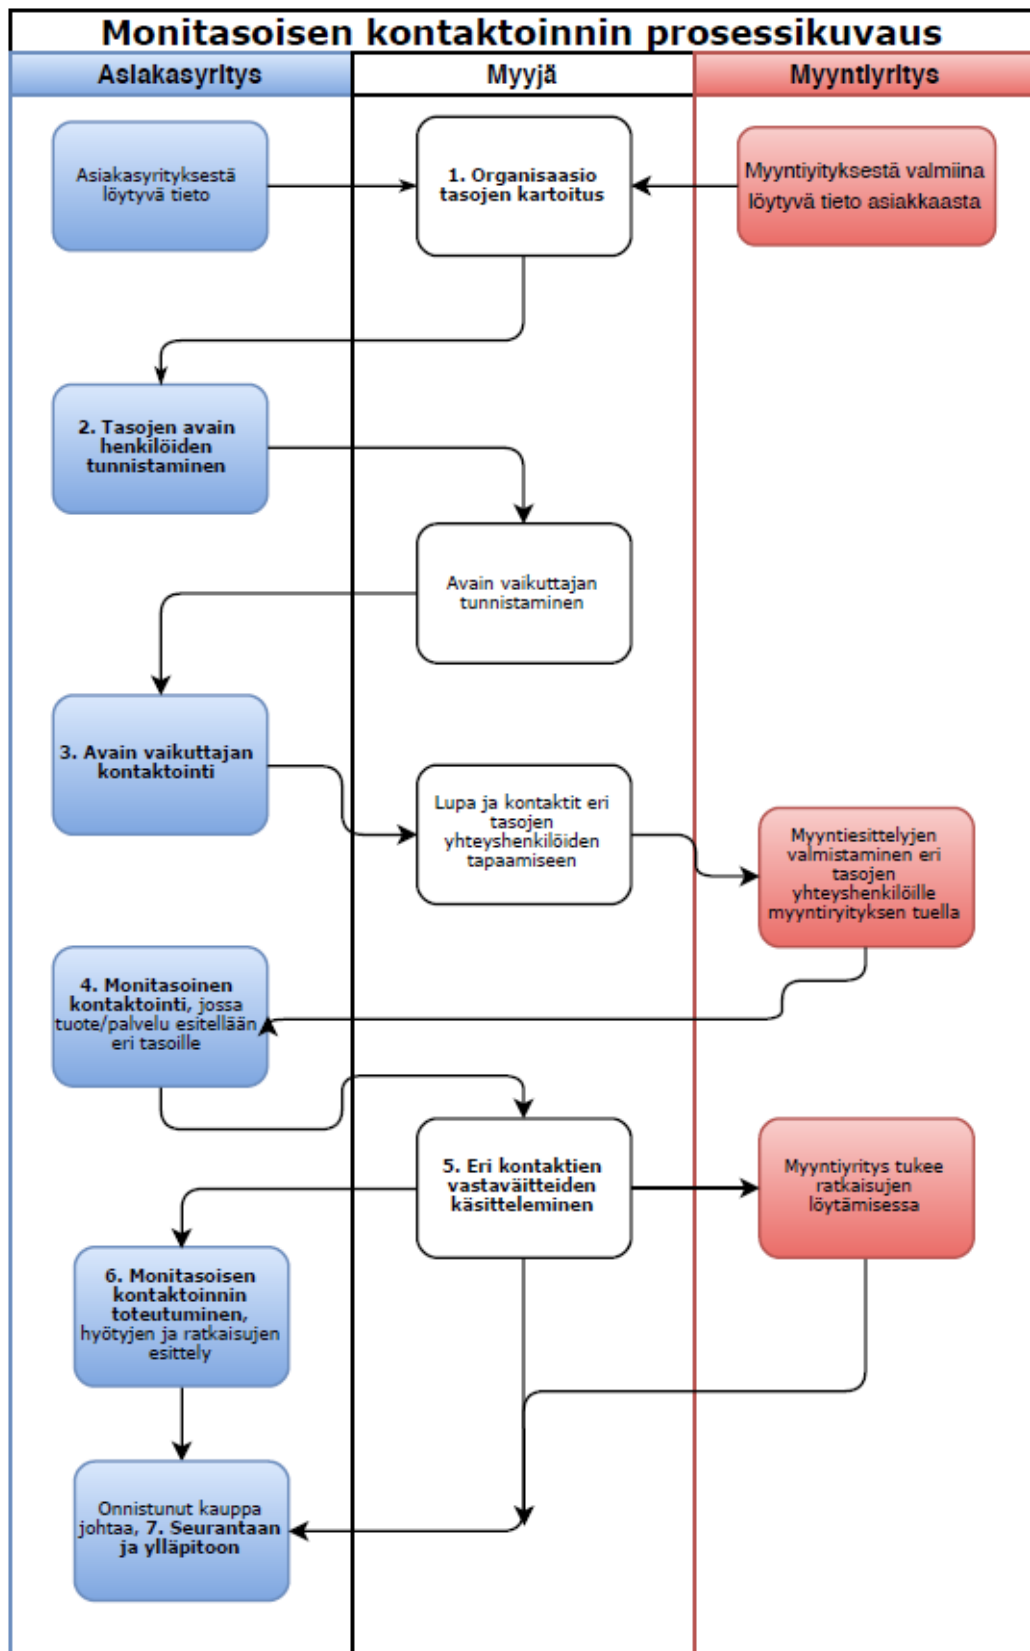 Monitasoisen kontaktoinnin prosessikuvaus
Asiakasyritys
Myyjä
Myyntiyritys
Asiakasyrityksestä
löytyvä tieto
1. Organisaasio
tasojen kartoitus
Myyntiyityksestä valmiina
löytyvä tieto asiakkaasta
2. Tasojen avain
henkilöiden
tunnistaminen
Avain vaikuttajan
tunnistaminen
3. Avain vaikuttajan
kontaktointi
Lupa ja kontaktit eri
tasojen
yhteyshenkilöiden
tapaamiseen
Myyntiesittelyjen
valmistaminen eri
tasojen
yhteyshenkilöille
myyntiryityksen tuella
4. Monitasoinen
kontaktointi, jossa
tuote/palvelu esitellään
eri tasoille
5. Eri kontaktien
vastaväitteiden
käsitteleminen
Myyntiyritys tukee
ratkaisujen
löytämisessa
6. Monitasoisen
kontaktoinnin
toteutuminen,
hyötyjen ja ratkaisujen
esittely
Onnistunut kauppa
johtaa, 7. Seurantaan
ja ylläpitoon